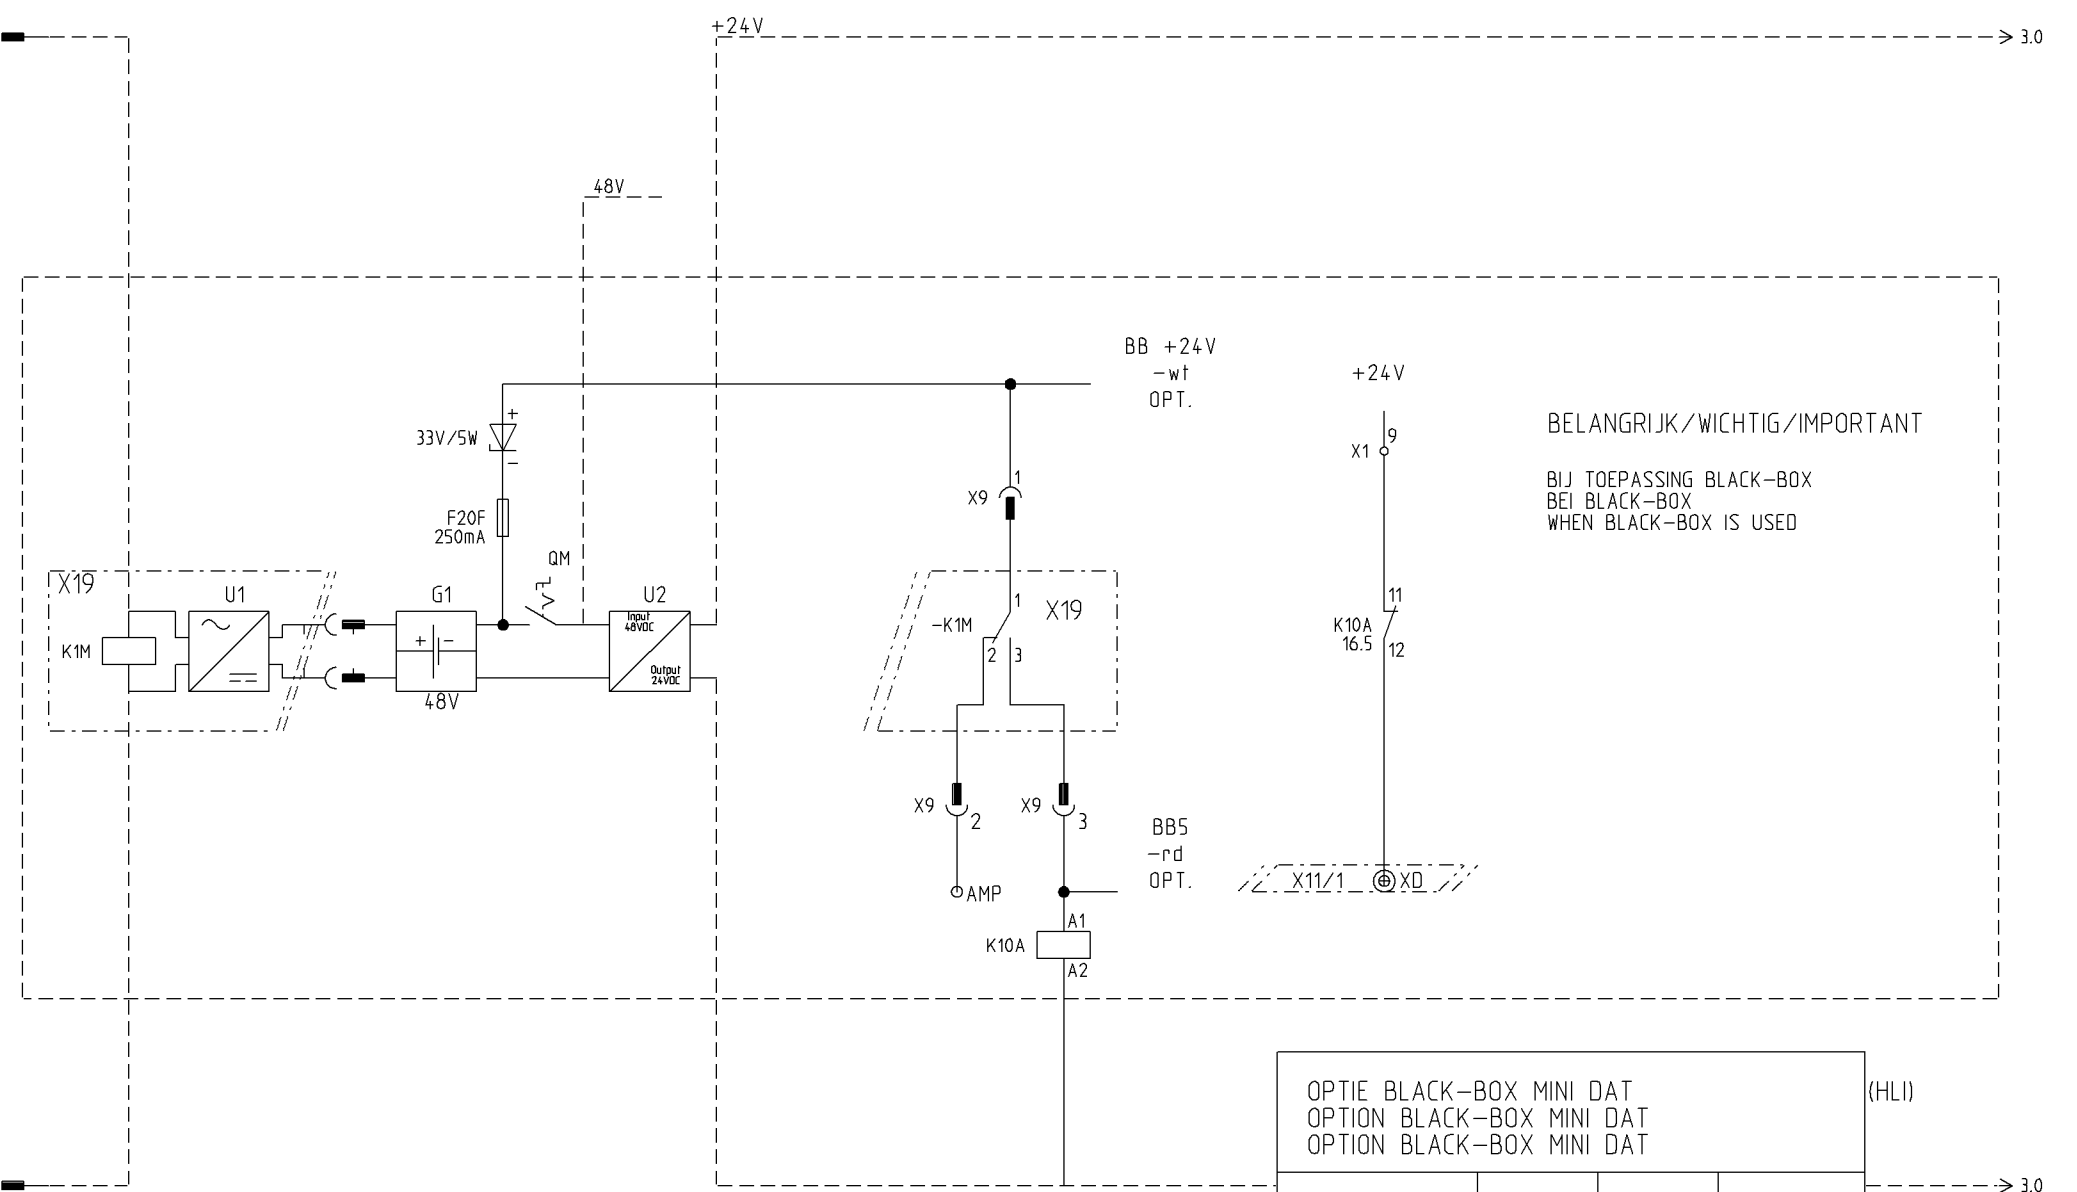 +24V
3.0
48V
BB +24V
-wt
OPT.
+24V
33V/5W
+
-
BELANGRIJK/WICHTIG/IMPORTANT
9
X1
BIJ TOEPASSING BLACK-BOX
BEI BLACK-BOX
WHEN BLACK-BOX IS USED
1
X9
F20F
250mA
QM
X19
U1
G1
U2
Input
48VDC
Output
24VDC
K1M
+
-
48V
1
X19
-K1M
2
3
11
K10A
16.5
12
X9
2
X9
3
BB5
-rd
OPT.
AMP
X11/1
XD
A1
K10A
A2
OPTIE BLACK-BOX MINI DAT
(HLI)
OPTION BLACK-BOX MINI DAT
OPTION BLACK-BOX MINI DAT
3.0